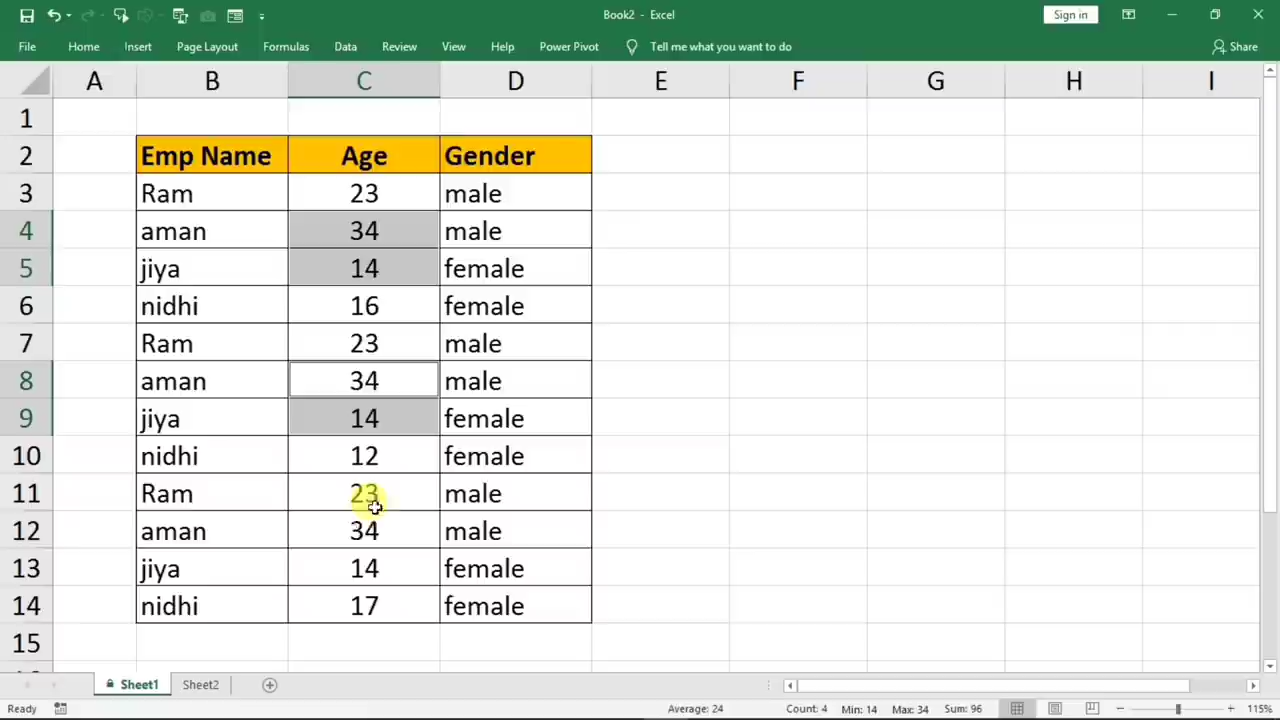 Book2 - Excel
Sign in
File Home Insert Page Layout Formulas Data Review View Help Power Pivot Tell me what you want to do Share
A B C D E F G H I
1
2 Emp Name Age Gender
3 Ram 23 male
4 aman 34 male
5 jiya 14 female
6 nidhi 16 female
7 Ram 23 male
8 aman 34 male
9 jiya 14 female
10 nidhi 12 female
11 Ram 23 male
12 aman 34 male
13 jiya 14 female
14 nidhi 17 female
15
Sheet1 Sheet2
Ready Average: 24 Count: 4 Min: 14 Max: 34 Sum: 96 115%